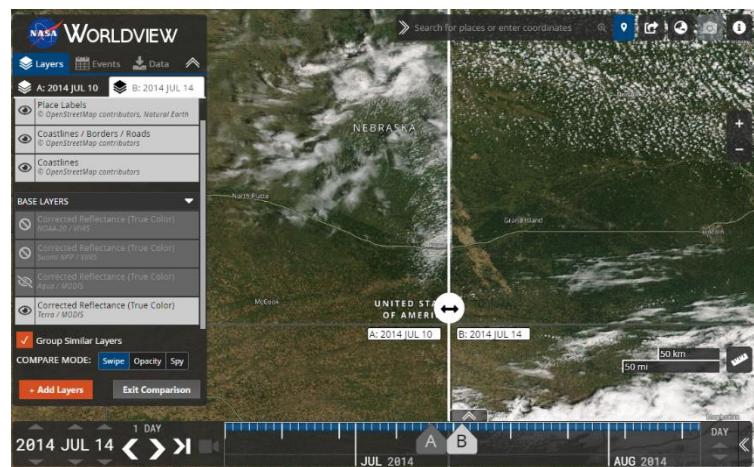 NASA WORLDVIEW
Search for places or enter coordinates
Layers Events Data
A: 2014 JUL 10 B: 2014 JUL 14
Place Labels
© OpenStreetMap contributors, Natural Earth
Coastlines / Borders / Roads
© OpenStreetMap contributors
Coastlines
© OpenStreetMap contributors
BASE LAYERS
Corrected Reflectance (True Color)
NOAA-20 / VIIRS
Corrected Reflectance (True Color)
Suomi NPP / VIIRS
Corrected Reflectance (True Color)
Aqua / MODIS
Corrected Reflectance (True Color)
Terra / MODIS
Group Similar Layers
COMPARE MODE: Swipe Opacity Spy
+ Add Layers Exit Comparison
NEBRASKA
North Platte
Grand Island
Lincoln
McCook
UNITED STA
OF AMERI
A: 2014 JUL 10 B: 2014 JUL 14
50 km
50 mi
Manhattan
1 DAY
2014 JUL 14
A B
DAY
JUL 2014 AUG 2014